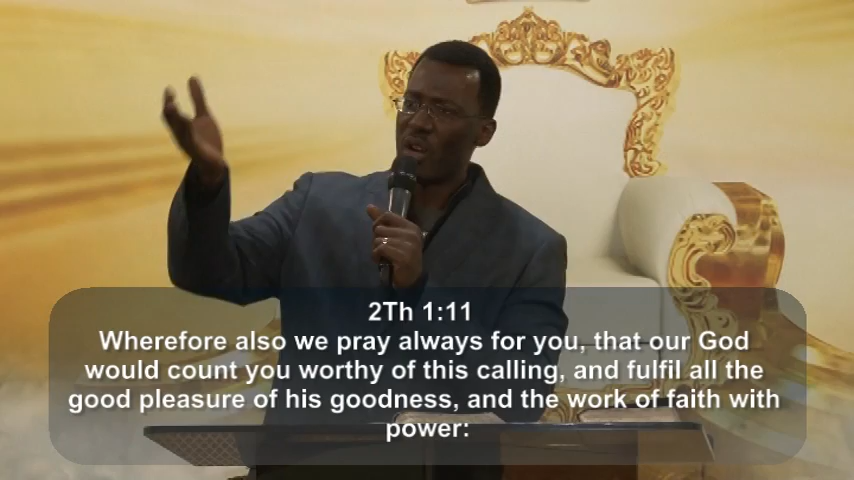 2Th 1:11
Wherefore also we pray always for you, that our God
would count you worthy of this calling, and fulfil all the
good pleasure of his goodness, and the work of faith with
power: